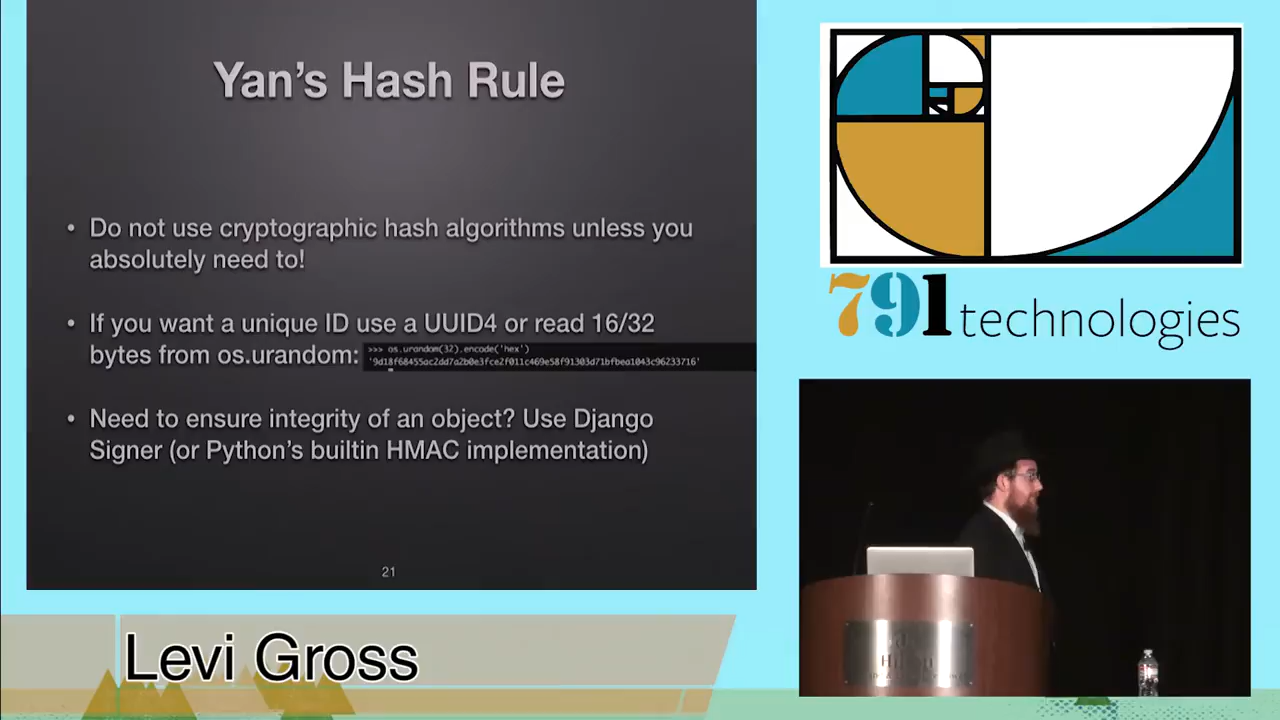 Yan's Hash Rule
• Do not use cryptographic hash algorithms unless you
absolutely need to!
• If you want a unique ID use a UUID4 or read 16/32
bytes from os.urandom:
>>> os.urandom(32).encode('hex')
'9d18f68455ac2dd7a2b0e3fce2f011c469e58f91303d71bfbea1043c96233716'
• Need to ensure integrity of an object? Use Django
Signer (or Python's builtin HMAC implementation)
21
791 technologies
Levi Gross